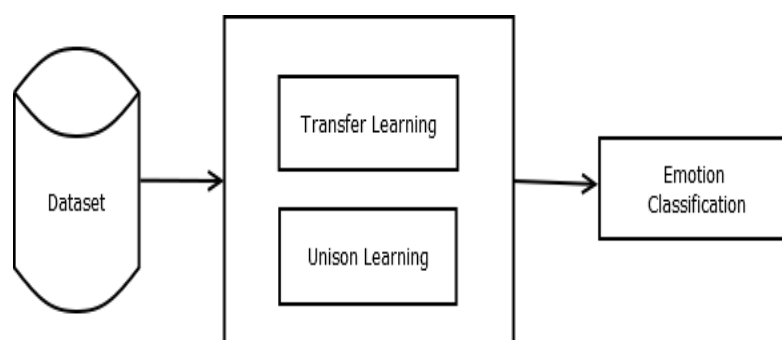 Dataset
Transfer Learning
Unison Learning
Emotion
Classification